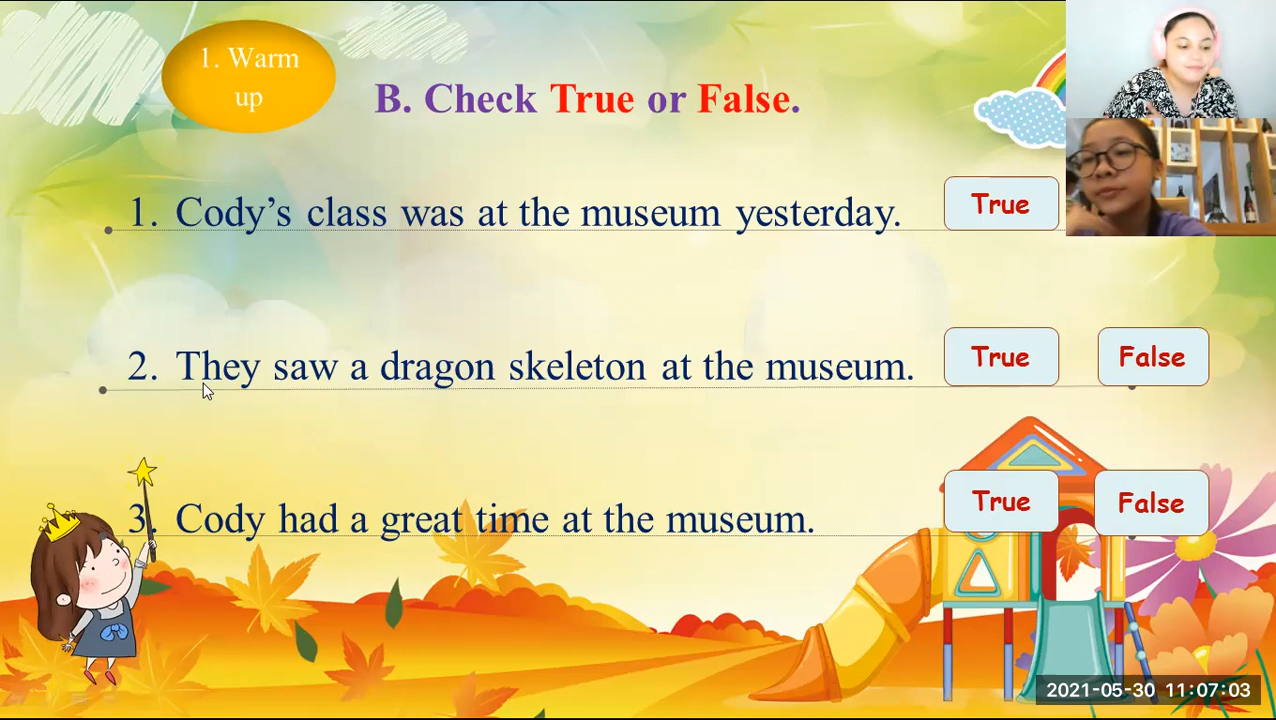 1. Warm
up
B. Check True or False.
1. Cody's class was at the museum yesterday.
True
2. They saw a dragon skeleton at the museum.
True
False
3. Cody had a great time at the museum.
True
False
2021-05-30 11:07:03